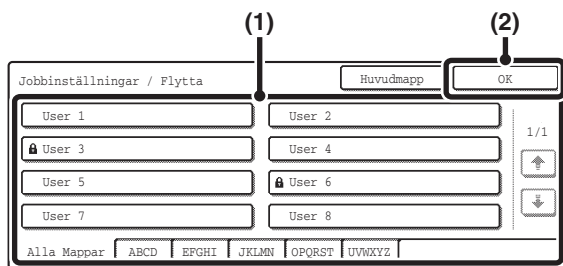 (1) (2)
Jobbinställningar / Flytta Huvudmapp OK
User 1 User 2
1/1
User 3 User 4
User 5 User 6
User 7 User 8
Alla Mappar ABCD EFGHI JKLMN OPQRST UVWXYZ